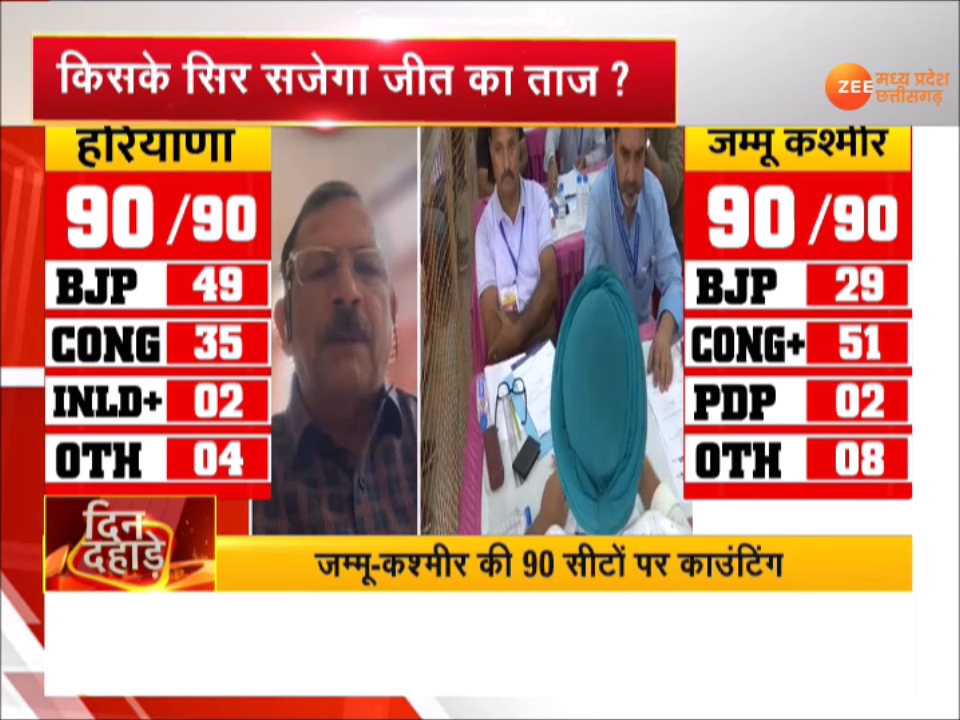 किसके सिर सजेगा जीत का ताज ?
ZEE मध्य प्रदेश
छत्तीसगढ़
हरियाणा
90/90
BJP 49
CONG 35
INLD+ 02
OTH 04
जम्मू कश्मीर
90/90
BJP 29
CONG+ 51
PDP 02
OTH 08
दिन
दहाड़े
जम्मू-कश्मीर की 90 सीटों पर काउंटिंग